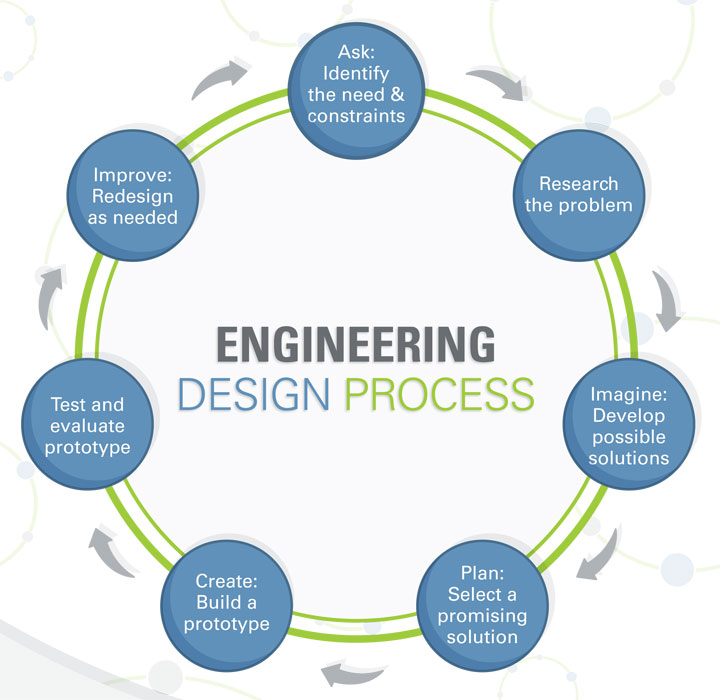 Ask:
Identify
the need &
constraints
Research
the problem
Imagine:
Develop
possible
solutions
Plan:
Select a
promising
solution
Create:
Build a
prototype
Test and
evaluate
prototype
Improve:
Redesign
as needed
ENGINEERING
DESIGN PROCESS